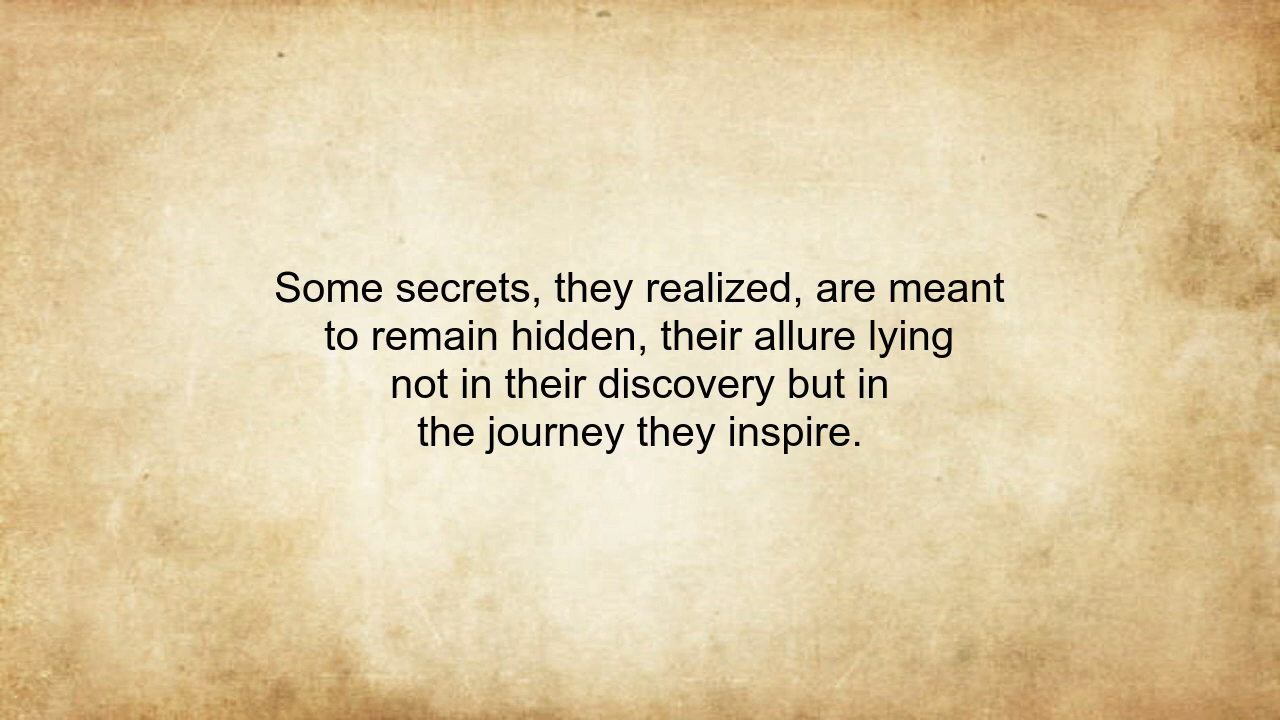 Some secrets, they realized, are meant
to remain hidden, their allure lying
not in their discovery but in
the journey they inspire.